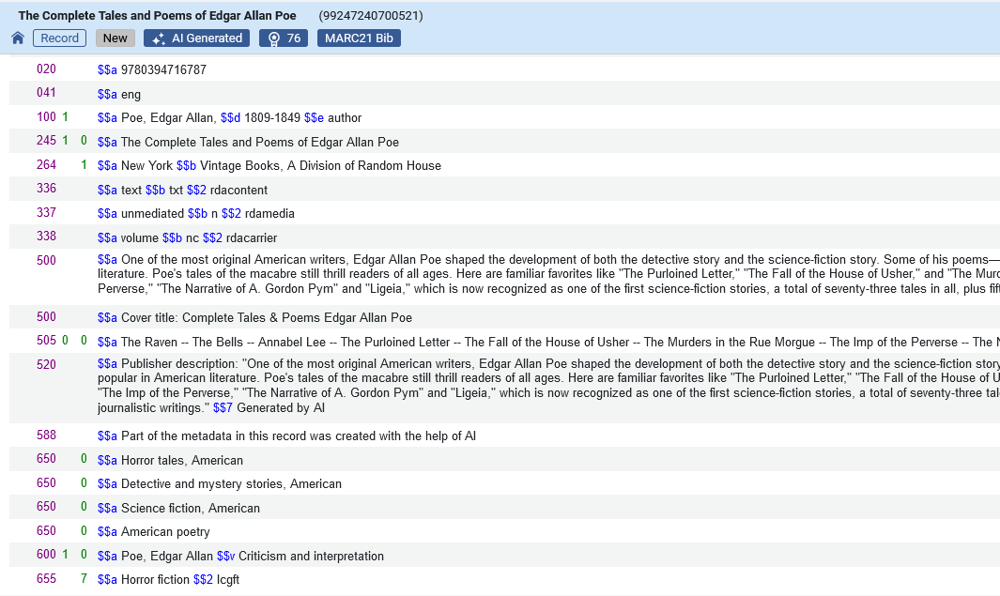 The Complete Tales and Poems of Edgar Allan Poe (99247240700521)
Record New AI Generated 76 MARC21 Bib
020 $$a 9780394716787
041 $$a eng
100 1 $$a Poe, Edgar Allan, $$d 1809-1849 $$e author
245 1 0 $$a The Complete Tales and Poems of Edgar Allan Poe
264 1 $$a New York $$b Vintage Books, A Division of Random House
336 $$a text $$b txt $$2 rdacontent
337 $$a unmediated $$b n $$2 rdamedia
338 $$a volume $$b nc $$2 rdacarrier
500 $$a One of the most original American writers, Edgar Allan Poe shaped the development of both the detective story and the science-fiction story. Some of his poems—
literature. Poe's tales of the macabre still thrill readers of all ages. Here are familiar favorites like "The Purloined Letter," "The Fall of the House of Usher," and "The Murd
Perverse," "The Narrative of A. Gordon Pym" and "Ligeia," which is now recognized as one of the first science-fiction stories, a total of seventy-three tales in all, plus fif
500 $$a Cover title: Complete Tales & Poems Edgar Allan Poe
505 0 0 $$a The Raven -- The Bells -- Annabel Lee -- The Purloined Letter -- The Fall of the House of Usher -- The Murders in the Rue Morgue -- The Imp of the Perverse -- The N
520 $$a Publisher description: "One of the most original American writers, Edgar Allan Poe shaped the development of both the detective story and the science-fiction story
popular in American literature. Poe's tales of the macabre still thrill readers of all ages. Here are familiar favorites like "The Purloined Letter," "The Fall of the House of U
"The Imp of the Perverse," "The Narrative of A. Gordon Pym" and "Ligeia," which is now recognized as one of the first science-fiction stories, a total of seventy-three tal
journalistic writings." $$7 Generated by AI
588 $$a Part of the metadata in this record was created with the help of AI
650 0 $$a Horror tales, American
650 0 $$a Detective and mystery stories, American
650 0 $$a Science fiction, American
650 0 $$a American poetry
600 1 0 $$a Poe, Edgar Allan $$v Criticism and interpretation
655 7 $$a Horror fiction $$2 lcgft